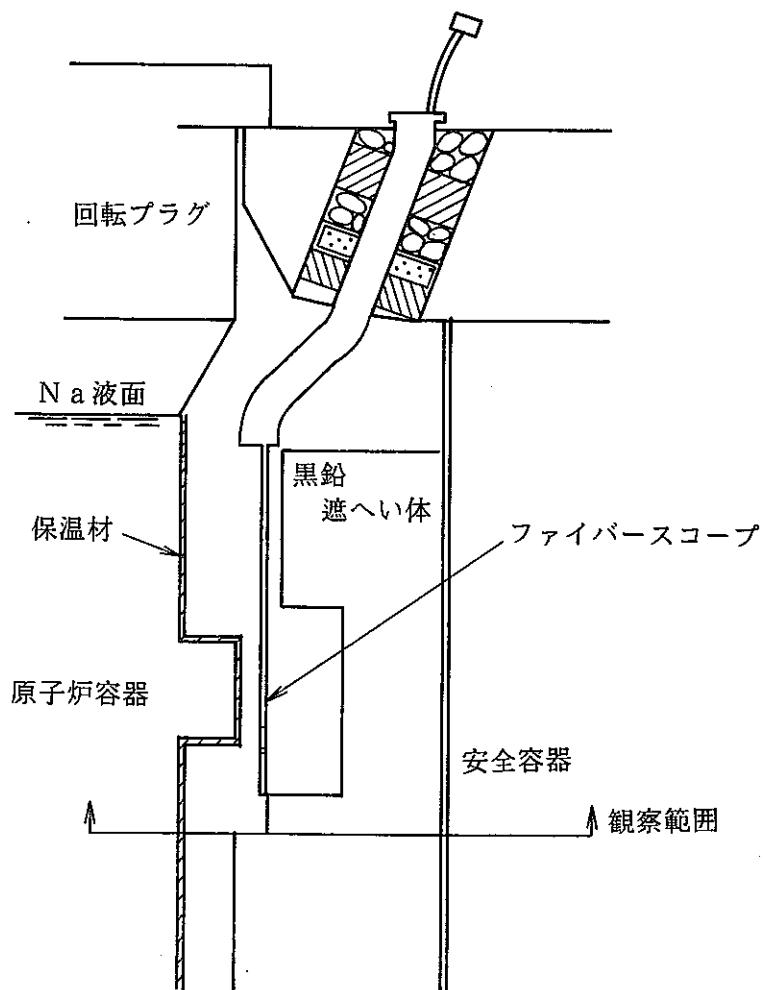 回転プラグ
Na液面
黒鉛
遮へい体
保温材
ファイバースコープ
原子炉容器
安全容器
観察範囲